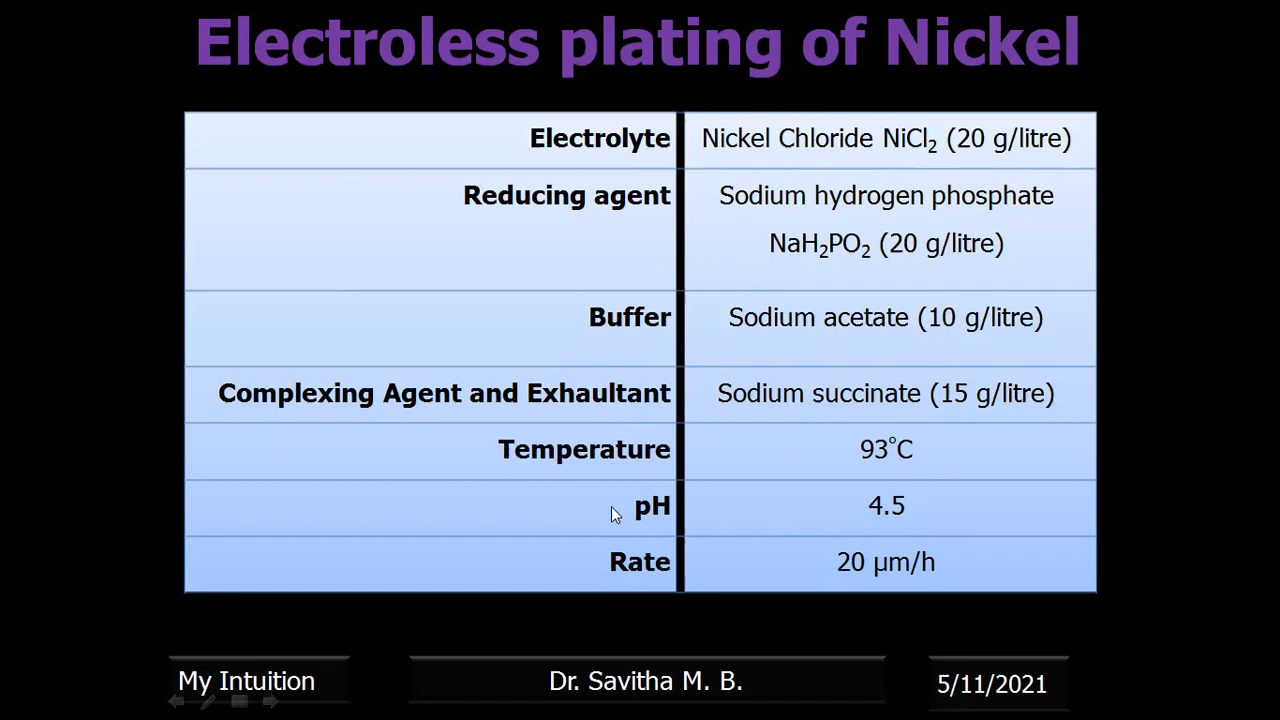 Electroless plating of Nickel
Electrolyte Nickel Chloride NiCl₂ (20 g/litre)
Reducing agent Sodium hydrogen phosphate
NaH₂PO₂ (20 g/litre)
Buffer Sodium acetate (10 g/litre)
Complexing Agent and Exhaultant Sodium succinate (15 g/litre)
Temperature 93°C
pH 4.5
Rate 20 µm/h
My Intuition Dr. Savitha M. B. 5/11/2021